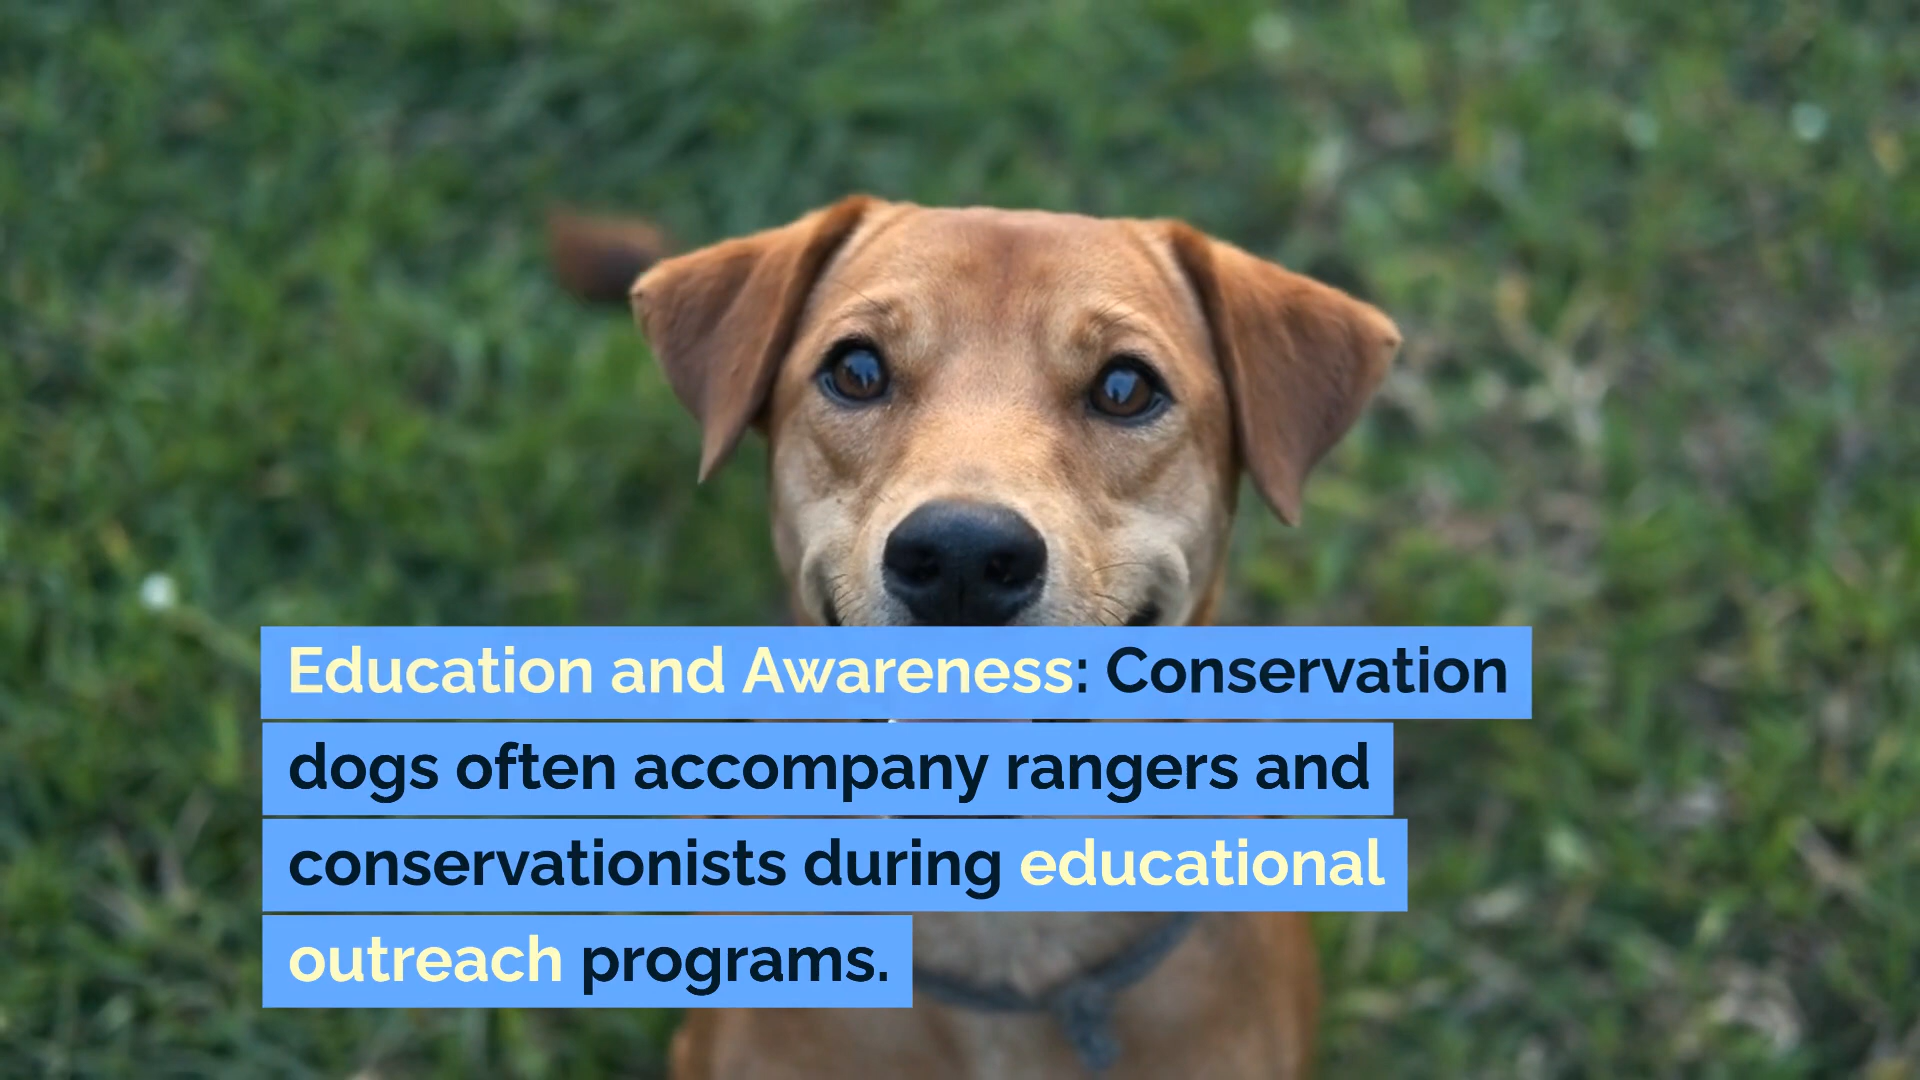 Education and Awareness: Conservation
dogs often accompany rangers and
conservationists during educational
outreach programs.